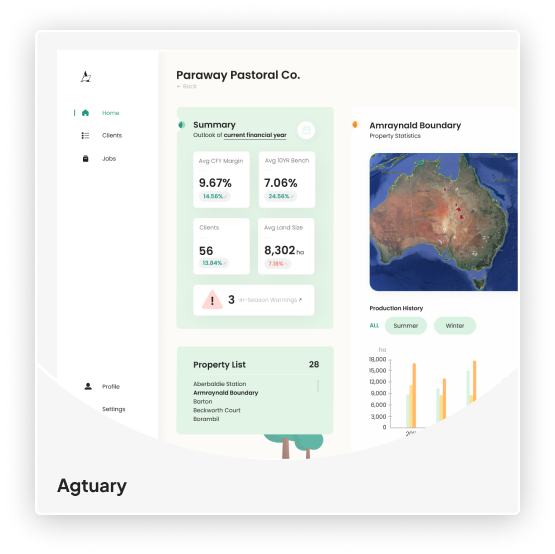 Paraway Pastoral Co.
← Back
Home
Clients
Jobs
Profile
Settings
Summary
Outlook of current financial year
Avg CFY Margin
9.67%
14.56%
Avg 10YR Bench
7.06%
24.56%
Clients
56
13.84%
Avg Land Size
8,302 ha
7.18%
3 In-Season Warnings
Property List 28
Aberbaldie Station
Armraynald Boundary
Barton
Beckworth Court
Borambil
Amraynald Boundary
Property Statistics
Production History
ALL Summer Winter
ha
18,000
15,000
12,000
9,000
6,000
3,000
0
Agtuary